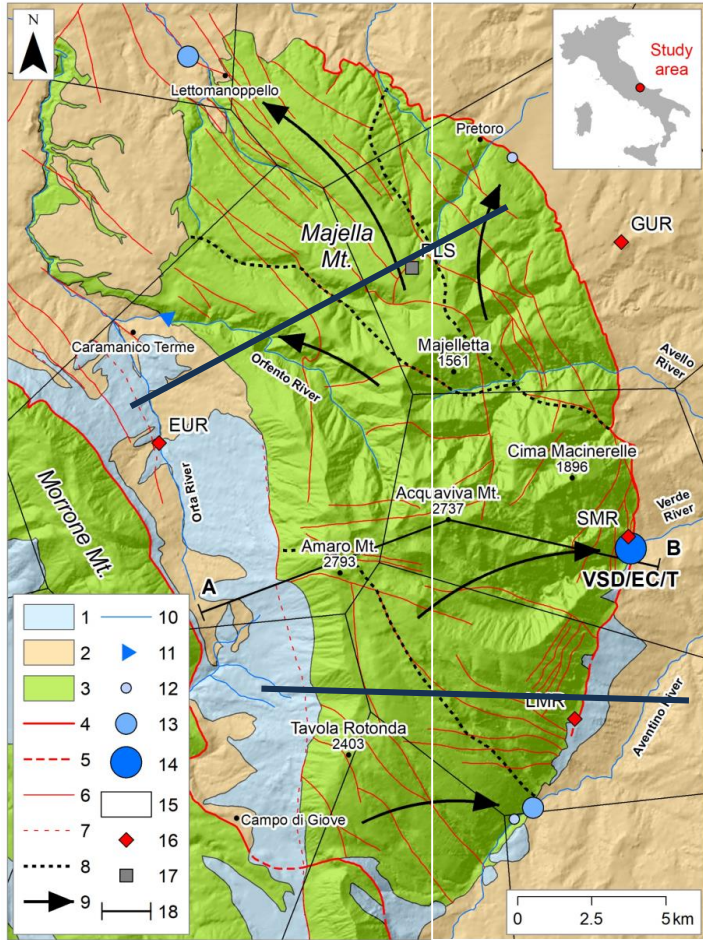 N
Study
area
Lettomanoppello
Pretoro
GUR
Majella
Mt.
PLS
Caramanico Terme
Orfento River
Majelletta
1561
Avello
River
EUR
Orta River
Cima Macinerelle
1896
Morrone Mt.
Acquaviva Mt.
2737
Verde
River
SMR
Amaro Mt.
2793
B
A
VSD/EC/T
LMR
Aventino River
Tavola Rotonda
2403
Campo di Giove
1 10
2 11
3 12
4 13
5 14
6 15
7 16
8 17
9 18
0 2.5 5 km